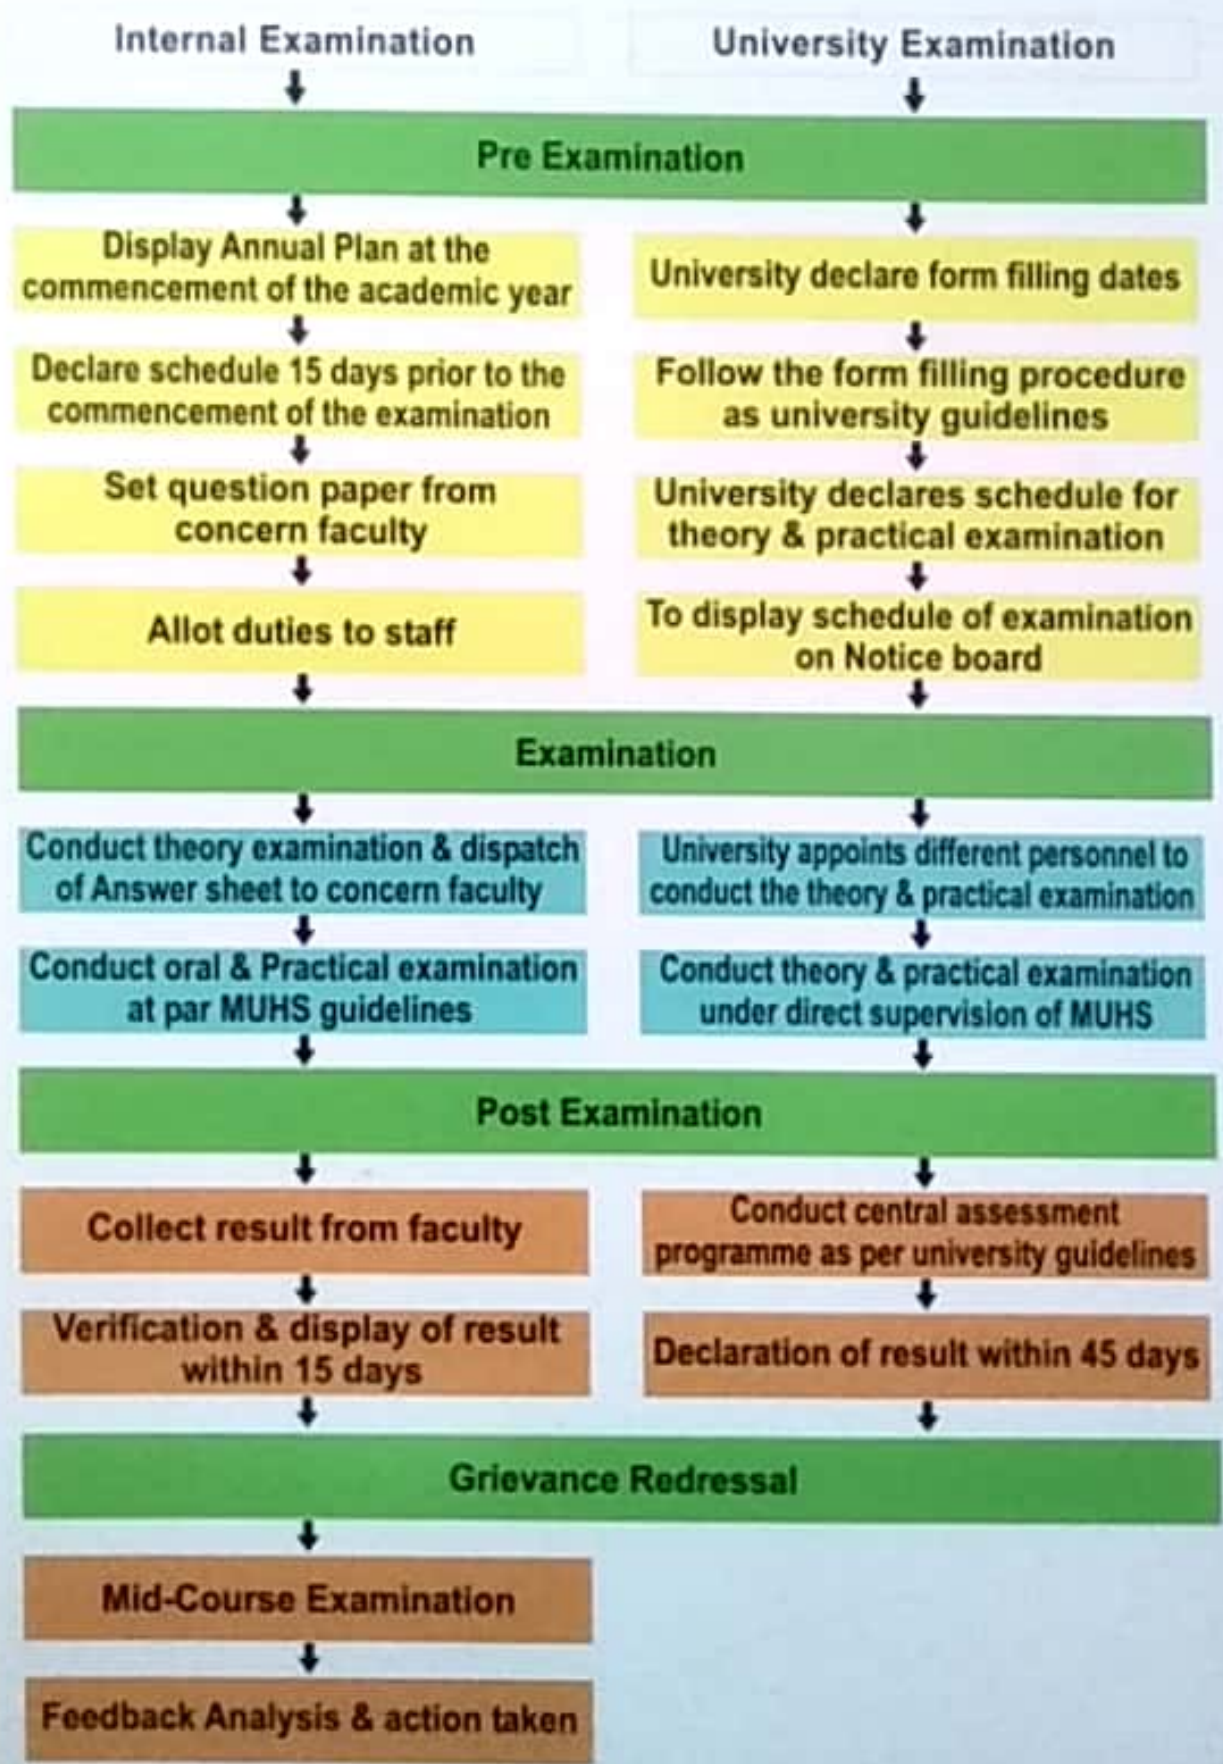 Internal Examination
University Examination
Pre Examination
Display Annual Plan at the
commencement of the academic year
University declare form filling dates
Declare schedule 15 days prior to the
commencement of the examination
Follow the form filling procedure
as university guidelines
Set question paper from
concern faculty
University declares schedule for
theory & practical examination
Allot duties to staff
To display schedule of examination
on Notice board
Examination
Conduct theory examination & dispatch
of Answer sheet to concern faculty
University appoints different personnel to
conduct the theory & practical examination
Conduct oral & Practical examination
at par MUHS guidelines
Conduct theory & practical examination
under direct supervision of MUHS
Post Examination
Collect result from faculty
Conduct central assessment
programme as per university guidelines
Verification & display of result
within 15 days
Declaration of result within 45 days
Grievance Redressal
Mid-Course Examination
Feedback Analysis & action taken